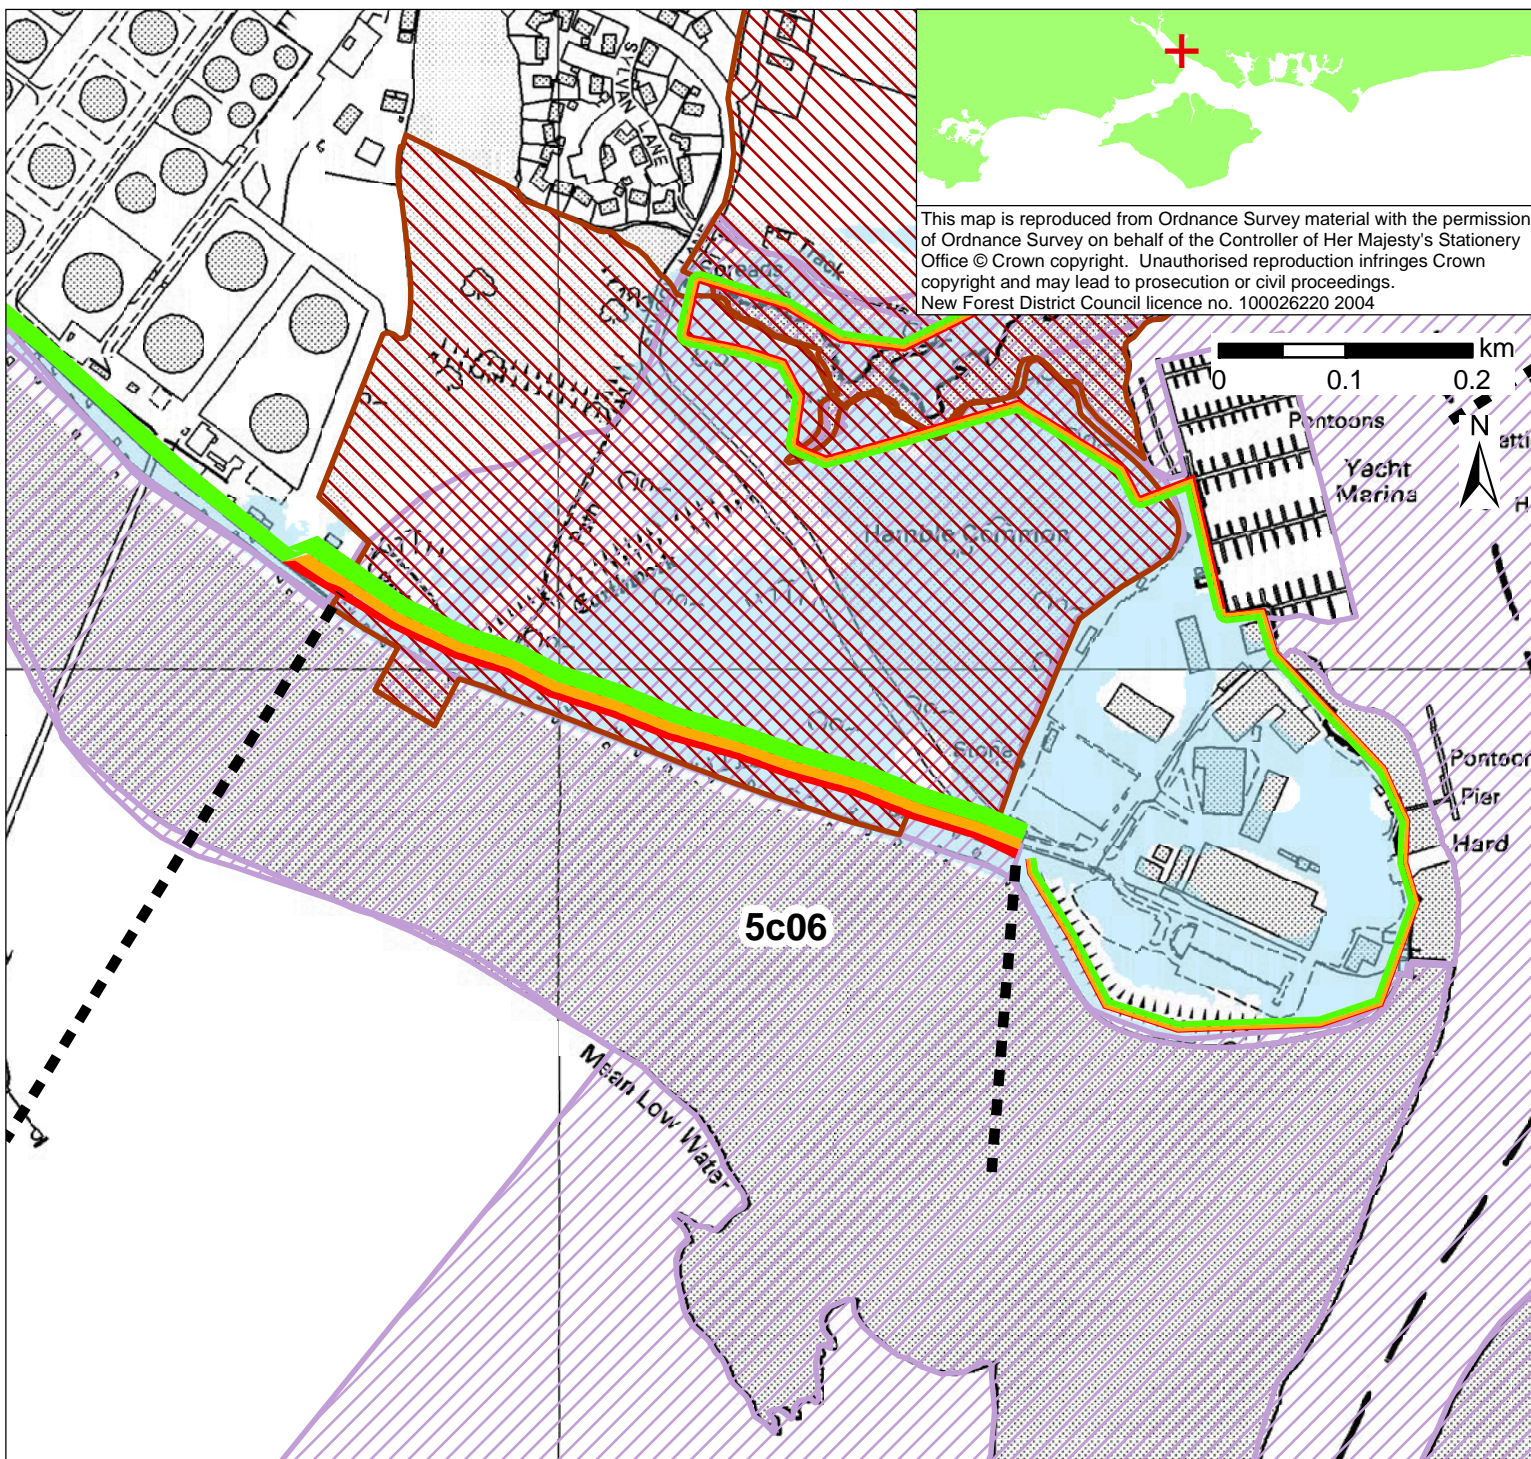 SYLVAN LANE
This map is reproduced from Ordnance Survey material with the permission
of Ordnance Survey on behalf of the Controller of Her Majesty's Stationery
Office © Crown copyright. Unauthorised reproduction infringes Crown
copyright and may lead to prosecution or civil proceedings.
New Forest District Council licence no. 100026220 2004
Track
Spreads
km
0 0.1 0.2
N
Pontoons
Yacht
Marina
Path
Hamble Common
Earthwork
Stone
Pontoon
Pier
Hard
5c06
Mean Low Water